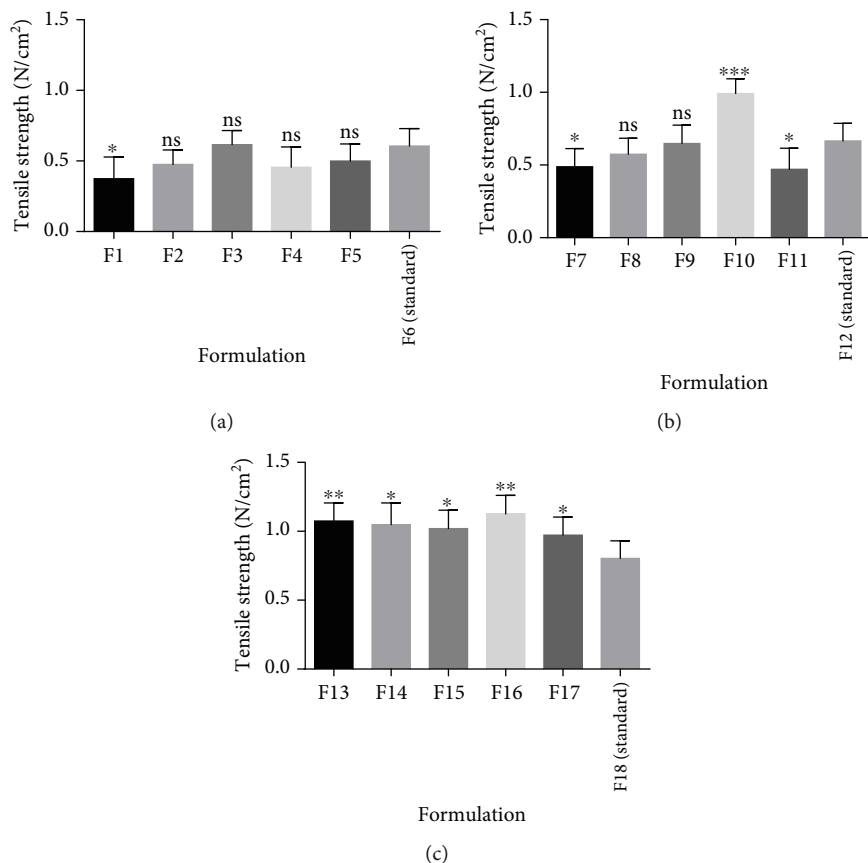 Tensile strength (N/cm²)
1.5
1.0
0.5
0.0
*
ns
ns
ns
ns
F1
F2
F3
F4
F5
F6 (standard)
Formulation
(a)
Tensile strength (N/cm²)
1.5
1.0
0.5
0.0
*
ns
ns
***
*
F7
F8
F9
F10
F11
F12 (standard)
Formulation
(b)
Tensile strength (N/cm²)
1.5
1.0
0.5
0.0
**
*
*
**
*
F13
F14
F15
F16
F17
F18 (standard)
Formulation
(c)